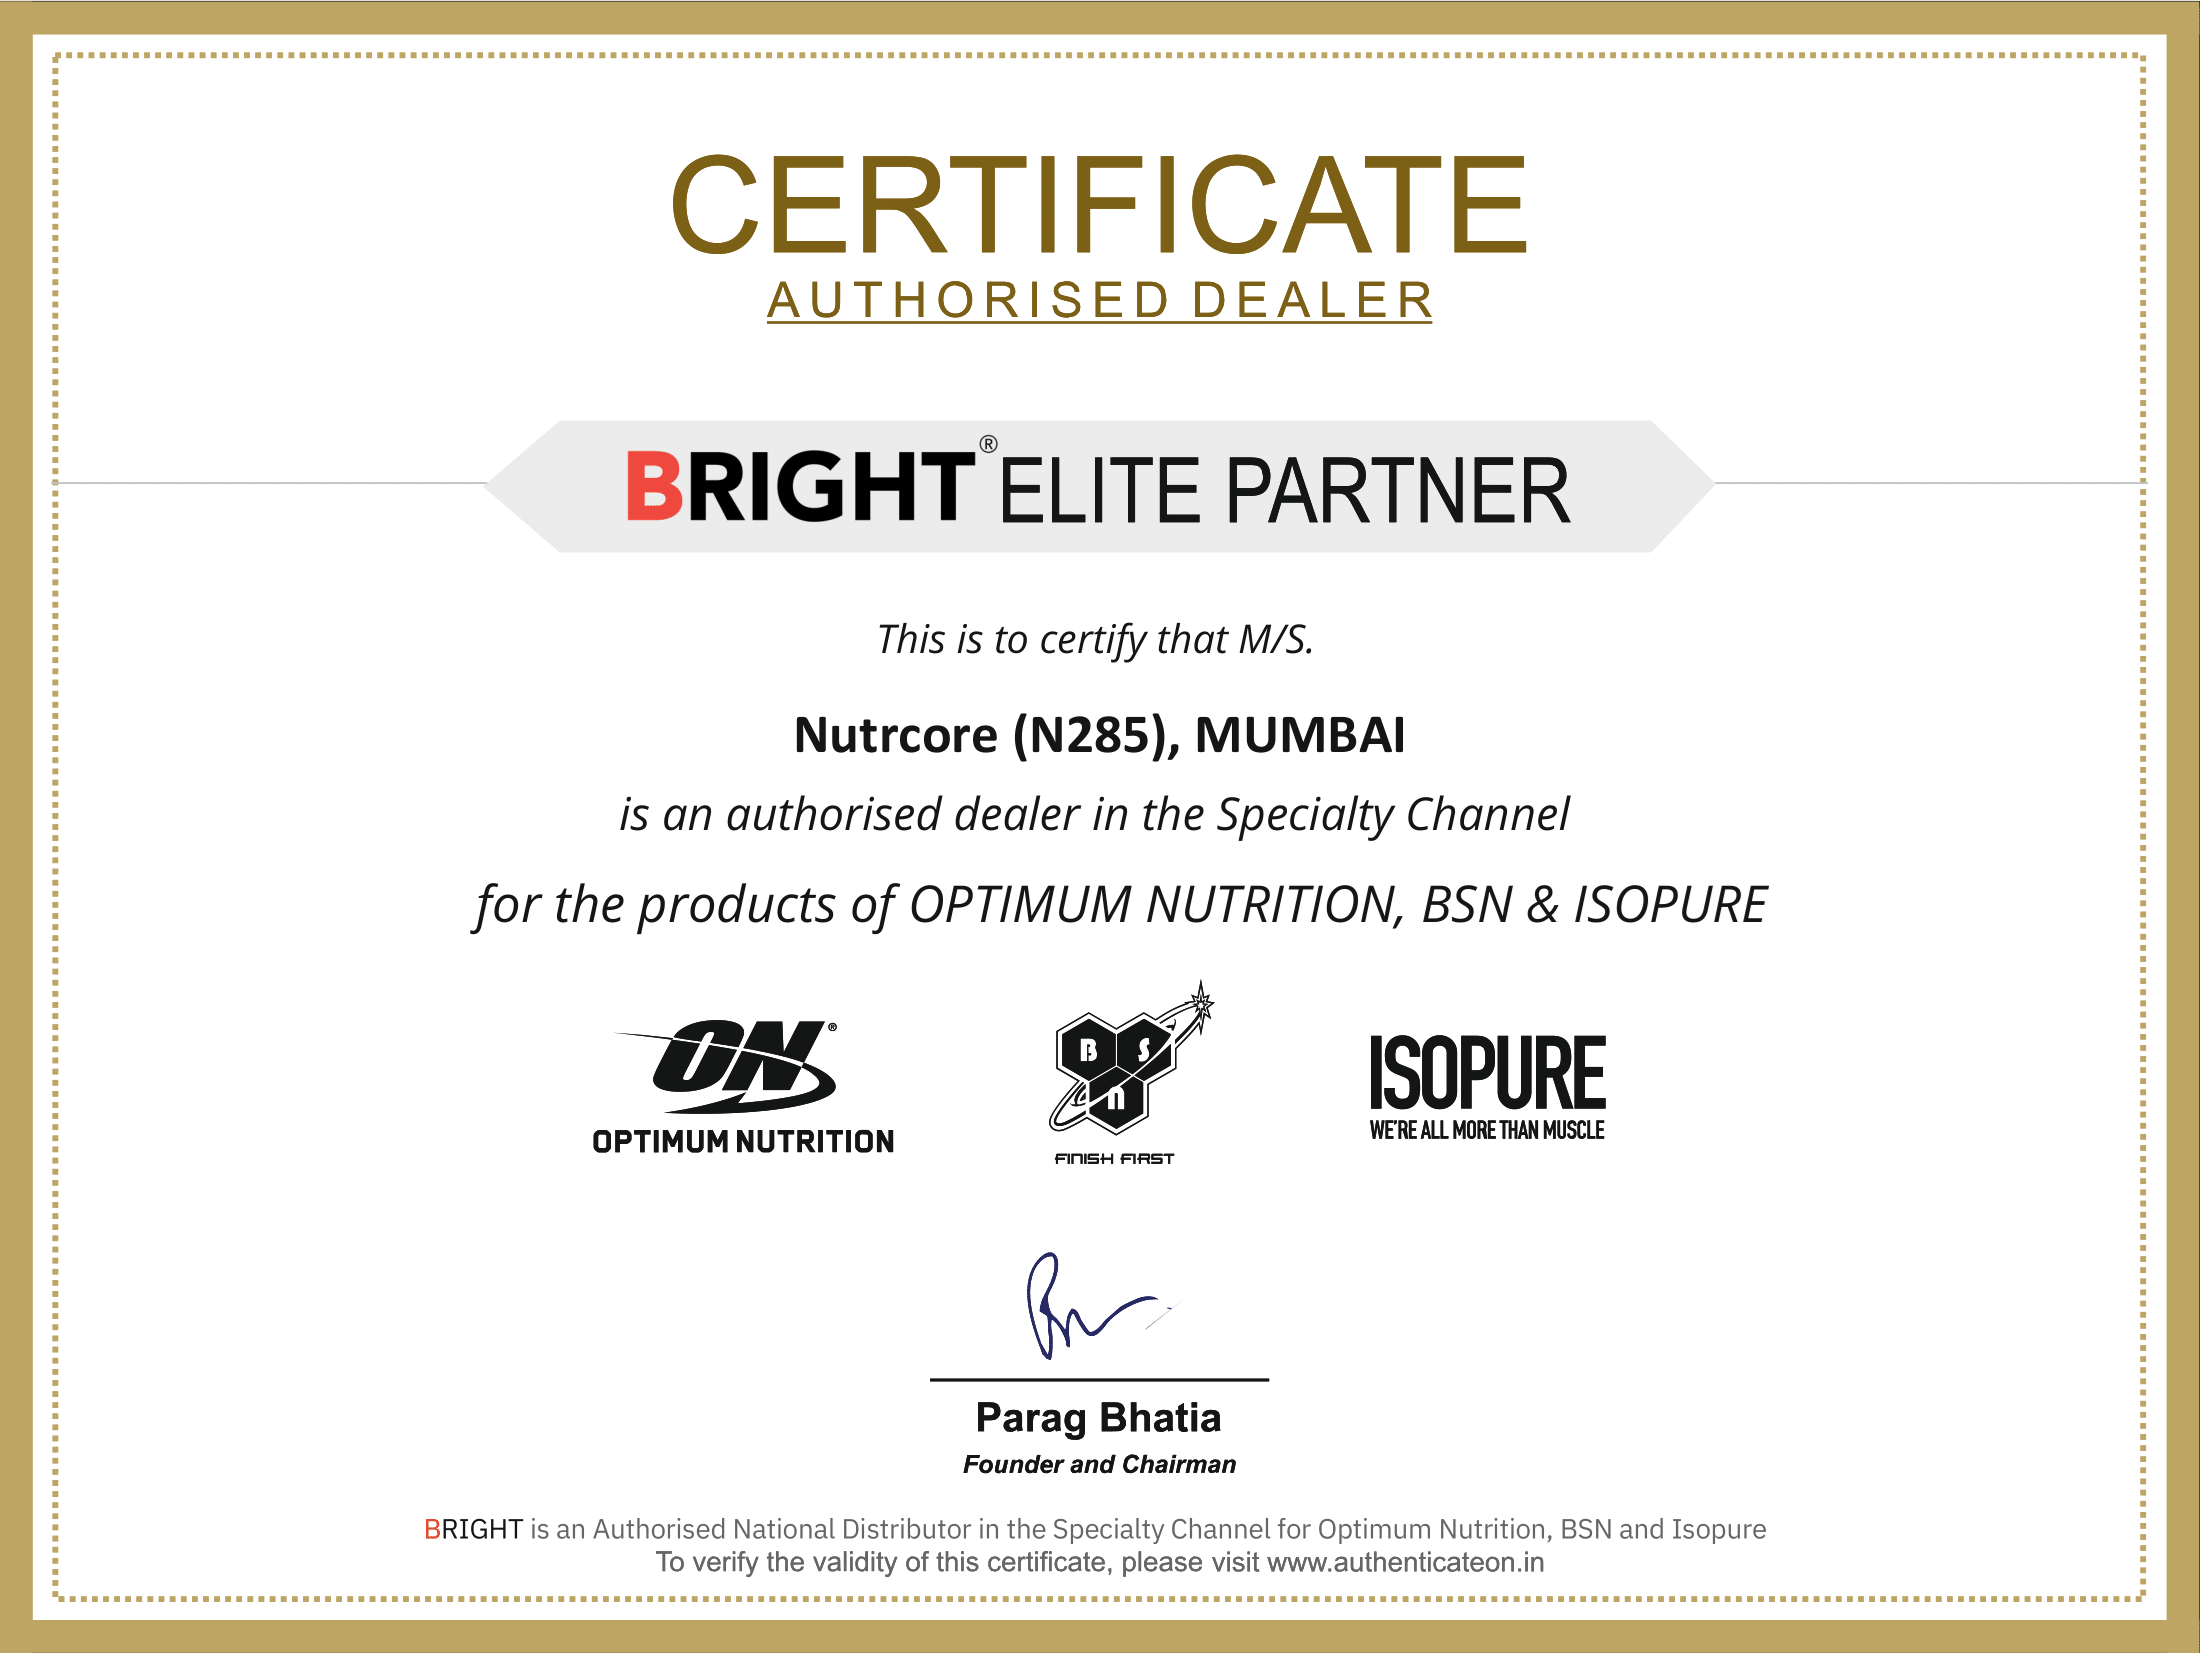 CERTIFICATE
AUTHORISED DEALER
BRIGHT® ELITE PARTNER
This is to certify that M/S.
Nutrcore (N285), MUMBAI
is an authorised dealer in the Specialty Channel
for the products of OPTIMUM NUTRITION, BSN & ISOPURE
ON®
OPTIMUM NUTRITION
B S
n
FINISH FIRST
ISOPURE
WE'RE ALL MORE THAN MUSCLE
Parag Bhatia
Founder and Chairman
BRIGHT is an Authorised National Distributor in the Specialty Channel for Optimum Nutrition, BSN and Isopure
To verify the validity of this certificate, please visit www.authenticateon.in